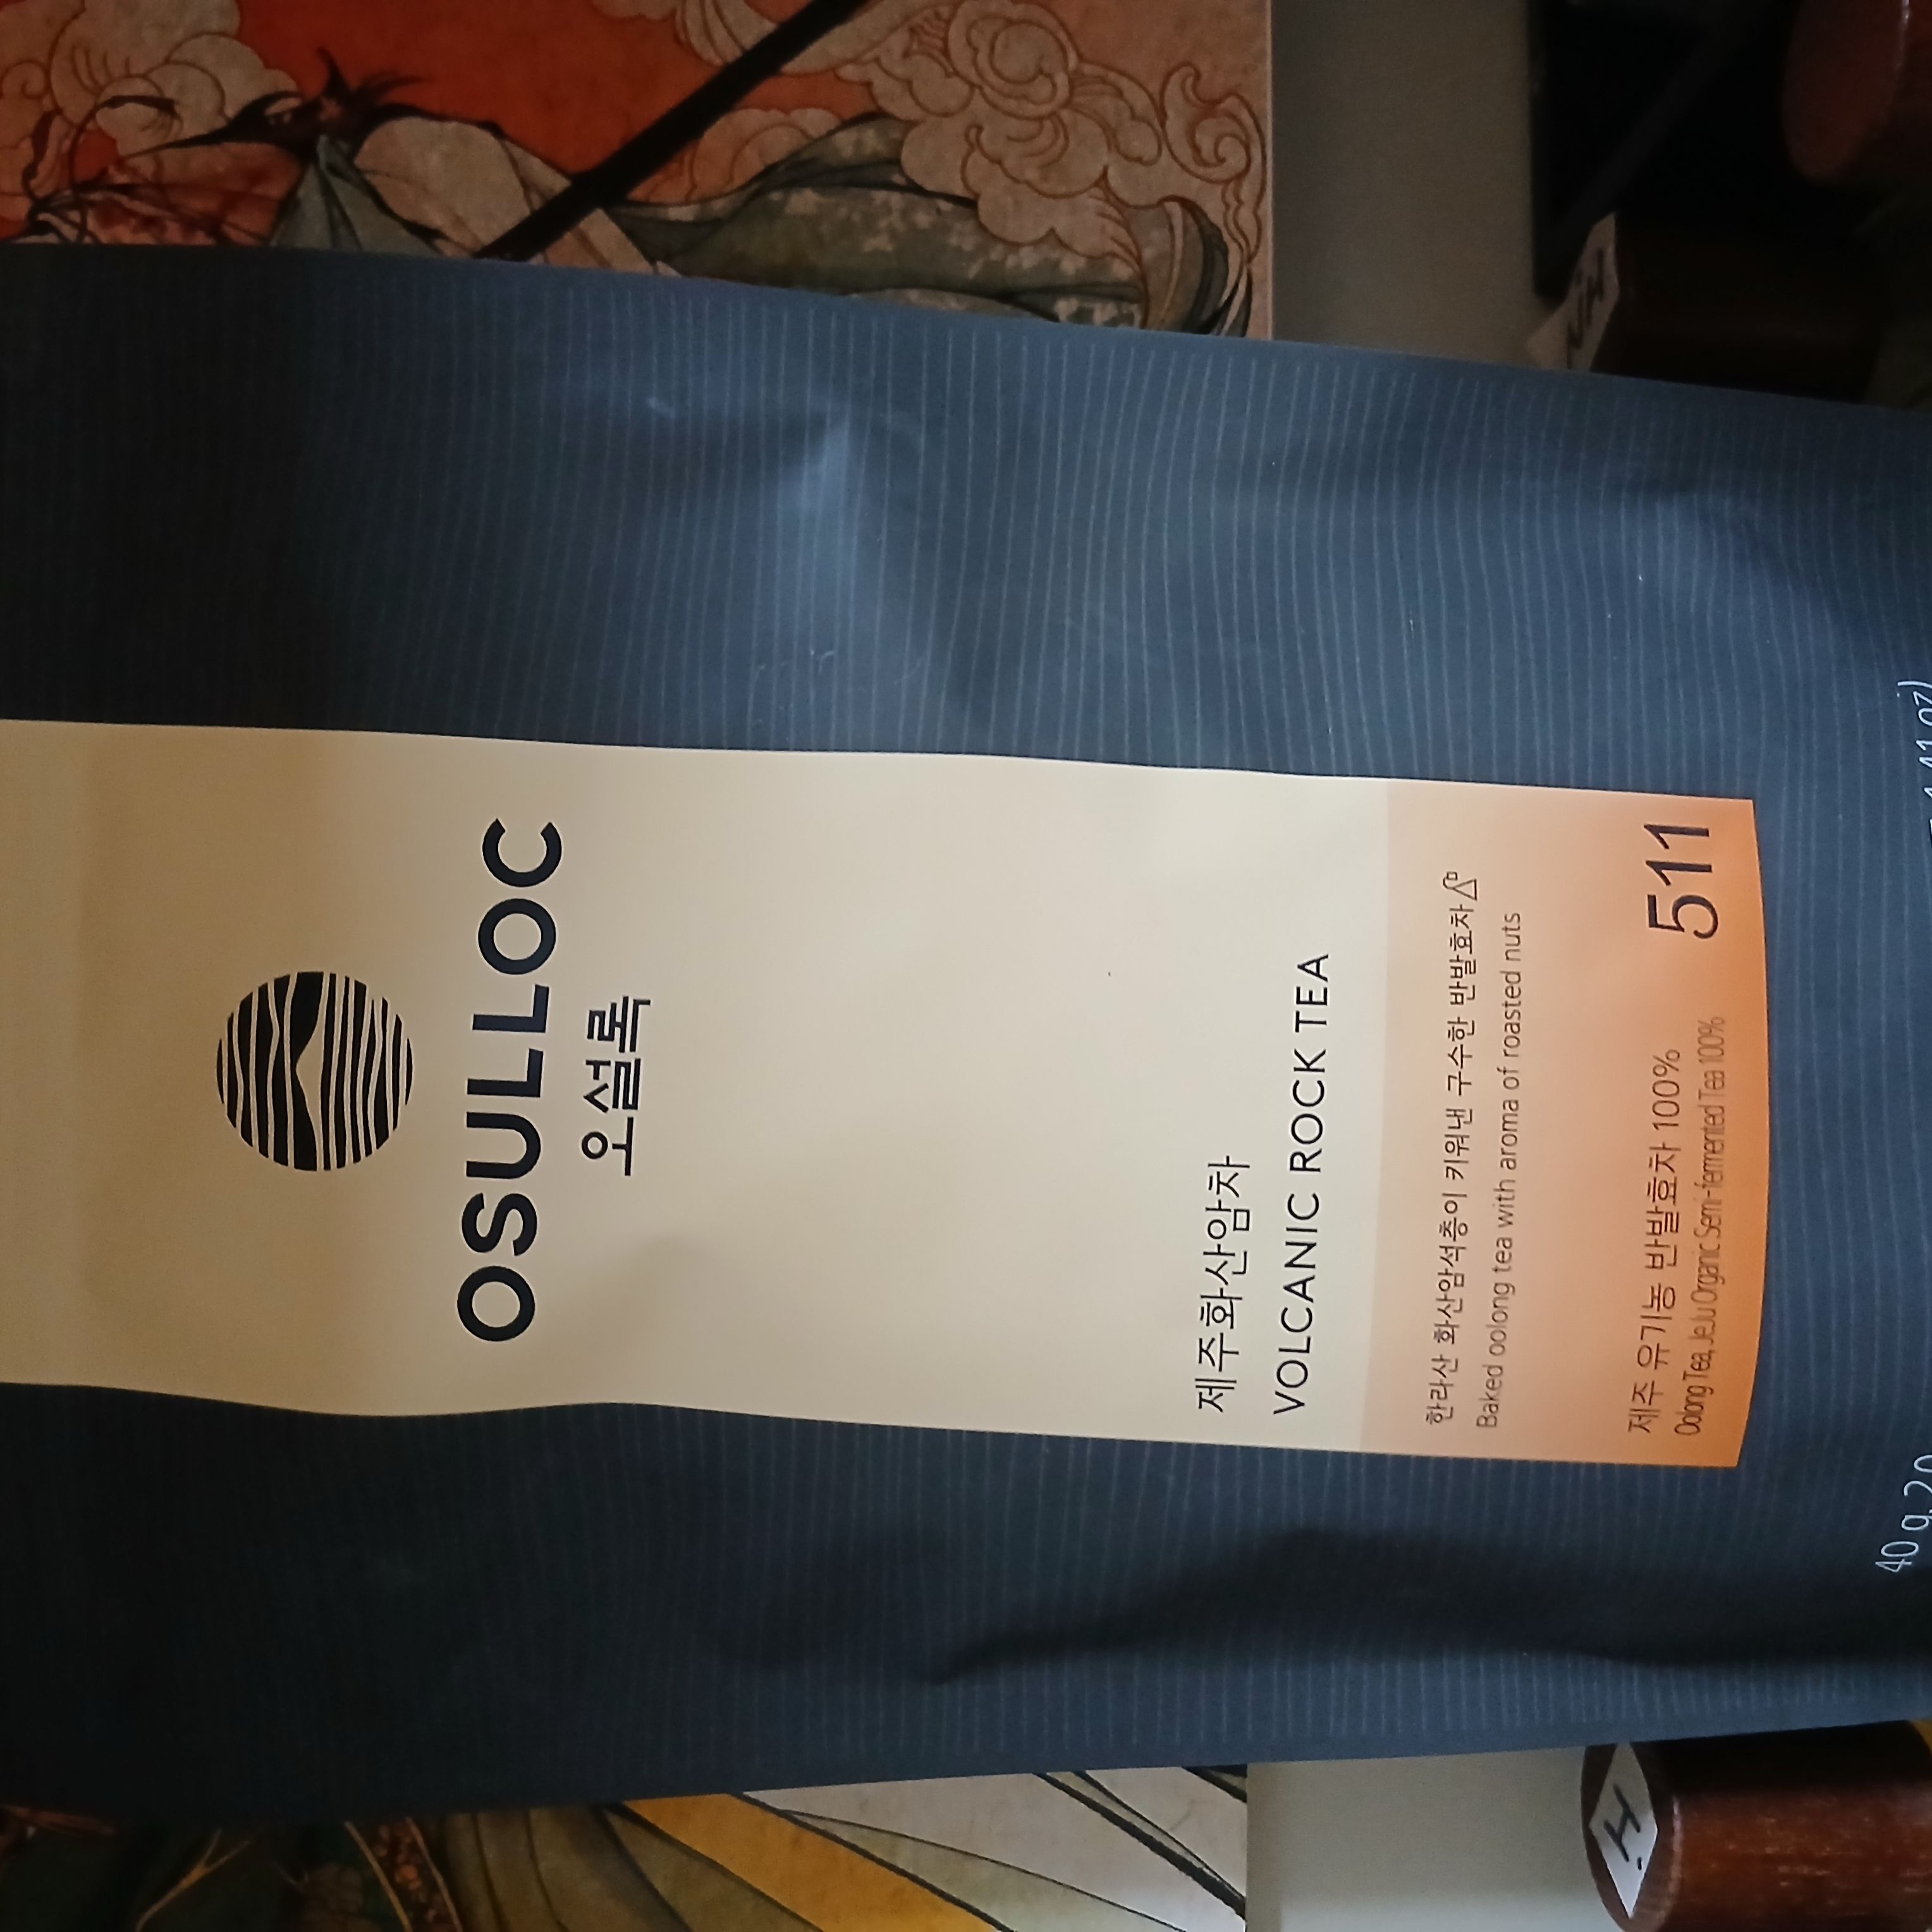 OSULLOC
오설록
제주화산암차
VOLCANIC ROCK TEA
한라산 화산암석층이 키워낸 구수한 반발효차
Baked oolong tea with aroma of roasted nuts
제주 유기농 반발효차 100%
Oolong Tea, JeJu Organic Semi-fermented Tea 100%
511
40 g